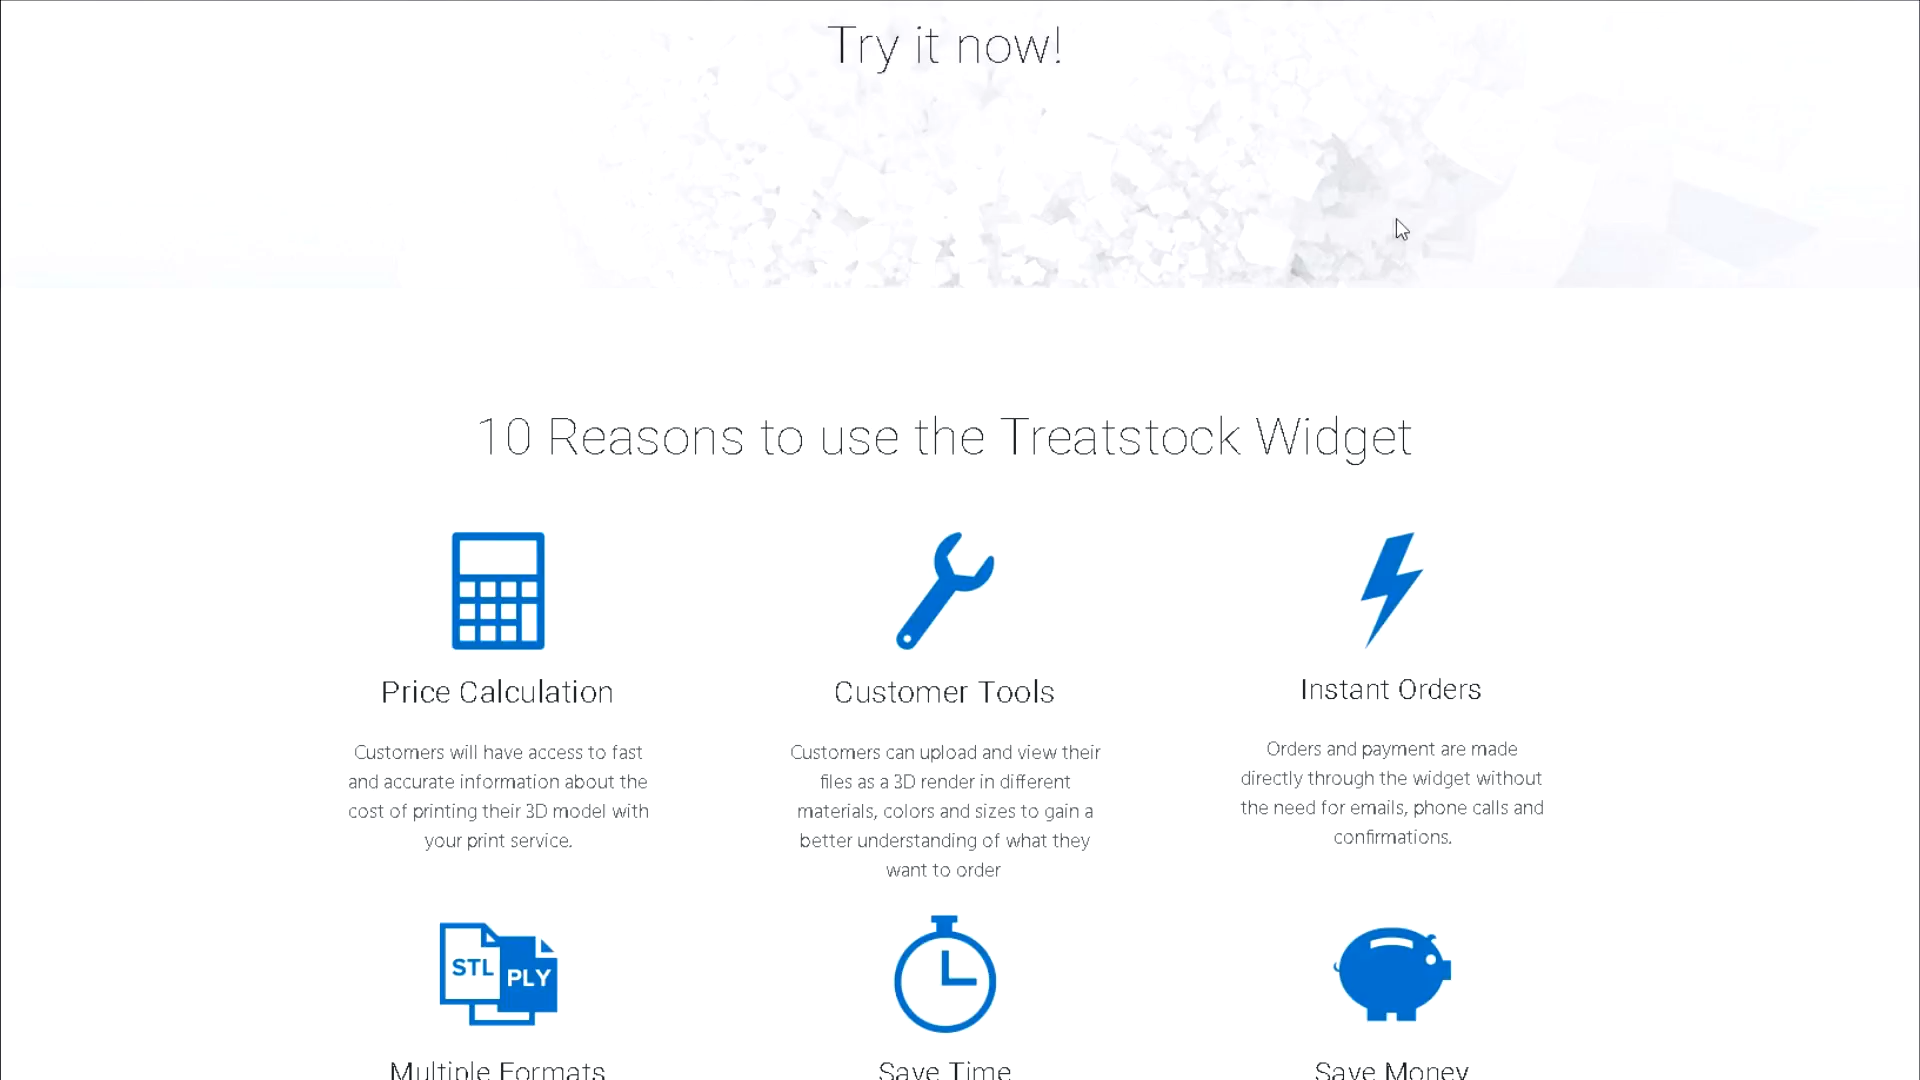 Try it now!
10 Reasons to use the Treatstock Widget
Price Calculation
Customers will have access to fast
and accurate information about the
cost of printing their 3D model with
your print service.
Customer Tools
Customers can upload and view their
files as a 3D render in different
materials, colors and sizes to gain a
better understanding of what they
want to order
Instant Orders
Orders and payment are made
directly through the widget without
the need for emails, phone calls and
confirmations.
STL
PLY
Multiple Formats
Save Time
Save Money